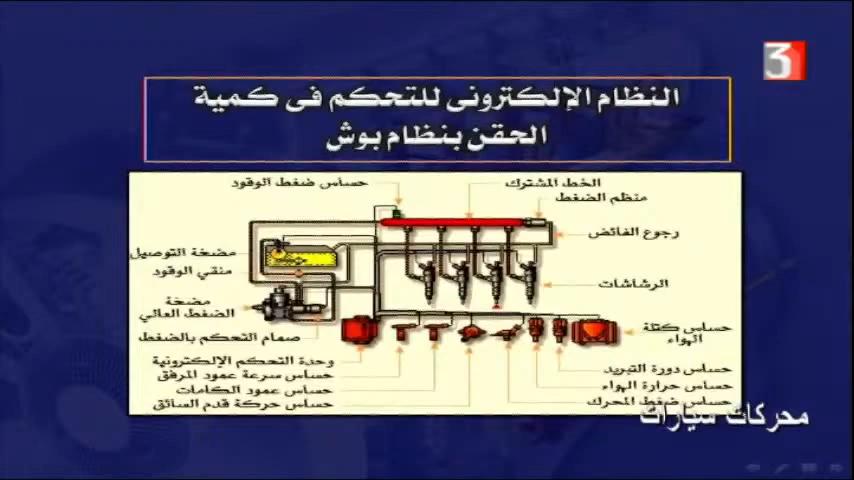 3
النظام الإلكترونى للتحكم فى كمية
الحقن بنظام بوش
الخط المشترك
حساس ضغط الوقود
منظم الضغط
رجوع الفائض
مضخة التوصيل
منقي الوقود
الرشاشات
مضخة
الضغط العالي
صمام التحكم بالضغط
حساس كتلة
الهواء
وحدة التحكم الإلكترونية
حساس سرعة عمود المرفق
حساس عمود الكامات
حساس حركة قدم السائق
حساس دورة التبريد
حساس حرارة الهواء
حساس ضغط المحرك
محركات سيارات